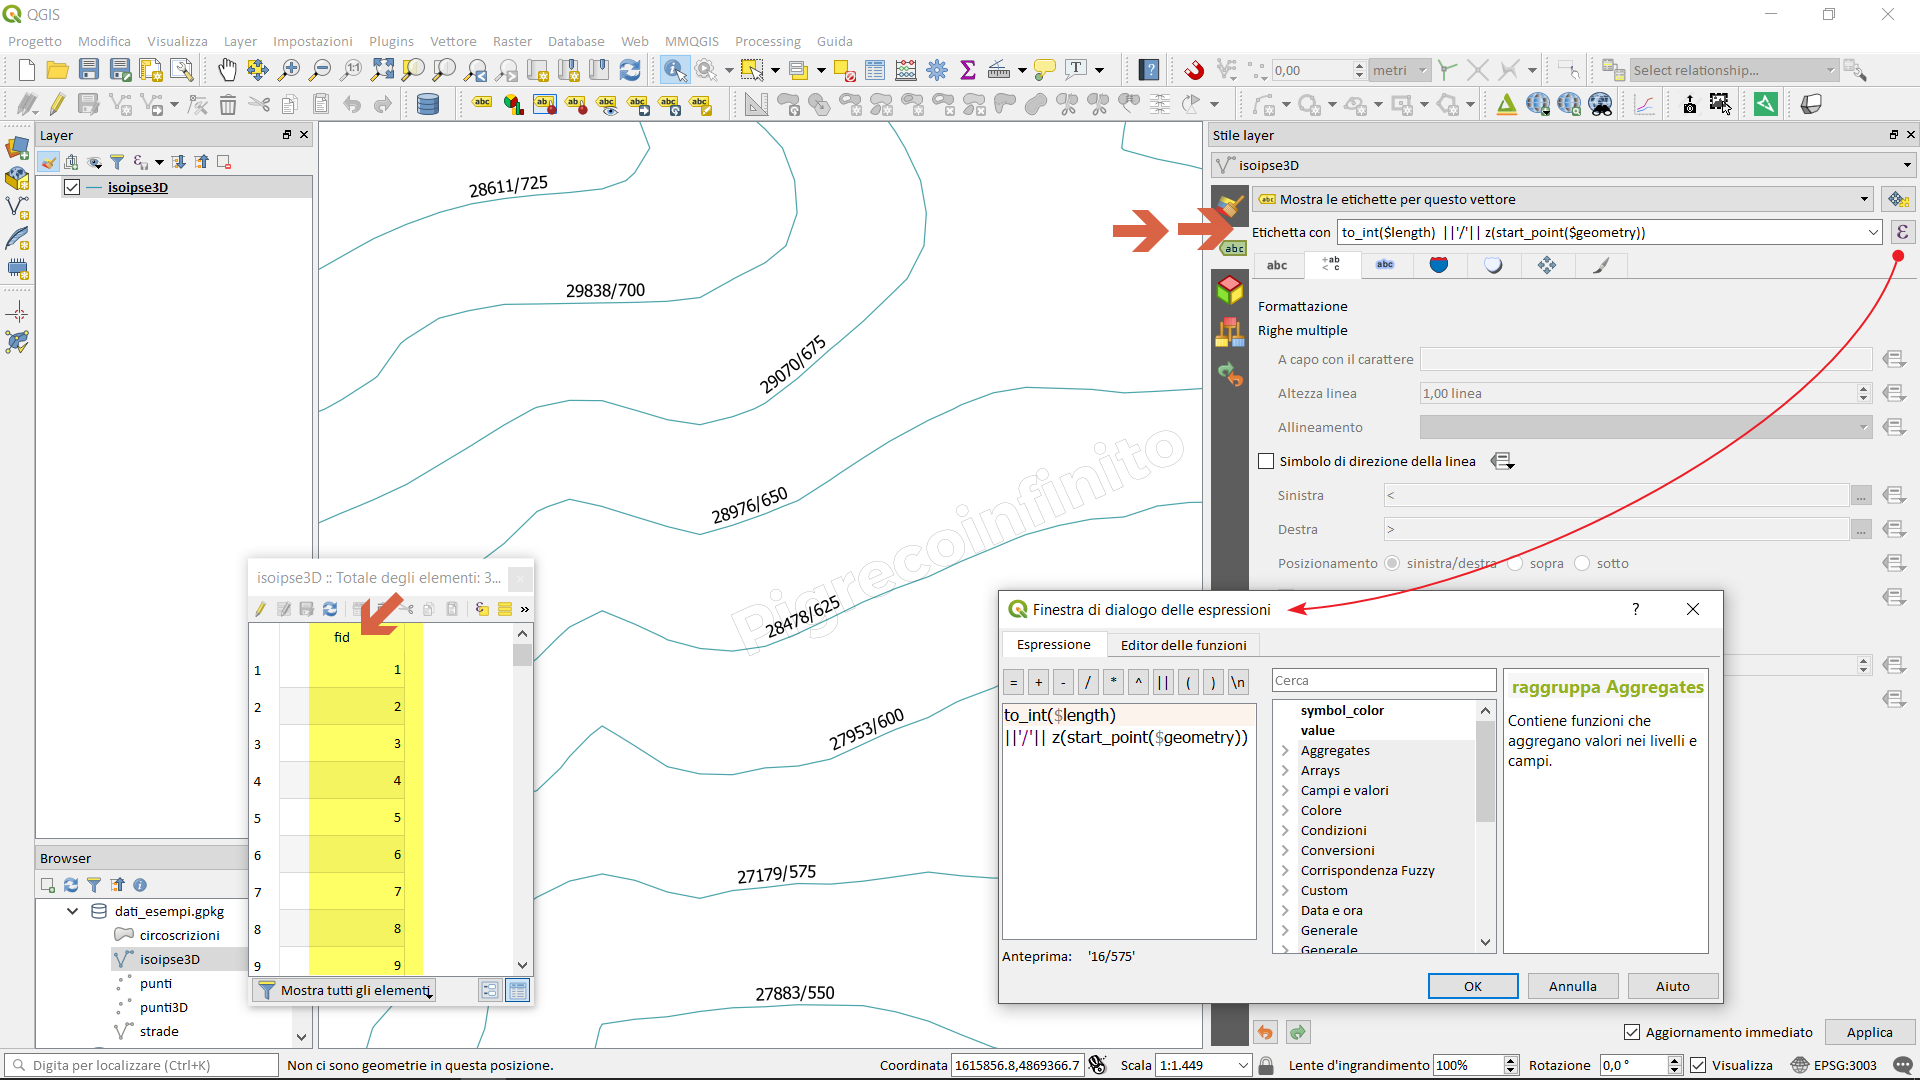 QGIS
Progetto Modifica Visualizza Layer Impostazioni Plugins Vettore Raster Database Web MMQGIS Processing Guida
0,00 metri Select relationship...
Layer
isoipse3D
Browser
dati_esempi.gpkg
circoscrizioni
isoipse3D
punti
punti3D
strade
28611/725
29838/700
29070/675
28976/650
28478/625
27953/600
27179/575
27883/550
Pigrecoinfinito
isoipse3D :: Totale degli elementi: 3...
fid
1 1
2 2
3 3
4 4
5 5
6 6
7 7
8 8
9 9
Mostra tutti gli elementi
Stile layer
isoipse3D
Mostra le etichette per questo vettore
Etichetta con to_int($length) ||'/'|| z(start_point($geometry))
Formattazione
Righe multiple
A capo con il carattere
Altezza linea 1,00 linea
Allineamento
Simbolo di direzione della linea
Sinistra < ...
Destra > ...
Posizionamento sinistra/destra sopra sotto
Finestra di dialogo delle espressioni ?
Espressione Editor delle funzioni
= + - / * ^ || ( ) \n
to_int($length)
||'/'|| z(start_point($geometry))
Anteprima: '16/575'
Cerca
symbol_color
value
Aggregates
Arrays
Campi e valori
Colore
Condizioni
Conversioni
Corrispondenza Fuzzy
Custom
Data e ora
Generale
Generale
raggruppa Aggregates
Contiene funzioni che
aggregano valori nei livelli e
campi.
OK Annulla Aiuto
Aggiornamento immediato Applica
Digita per localizzare (Ctrl+K) Non ci sono geometrie in questa posizione. Coordinata 1615856.8,4869366.7 Scala 1:1.449 Lente d'ingrandimento 100% Rotazione 0,0 ° Visualizza EPSG:3003